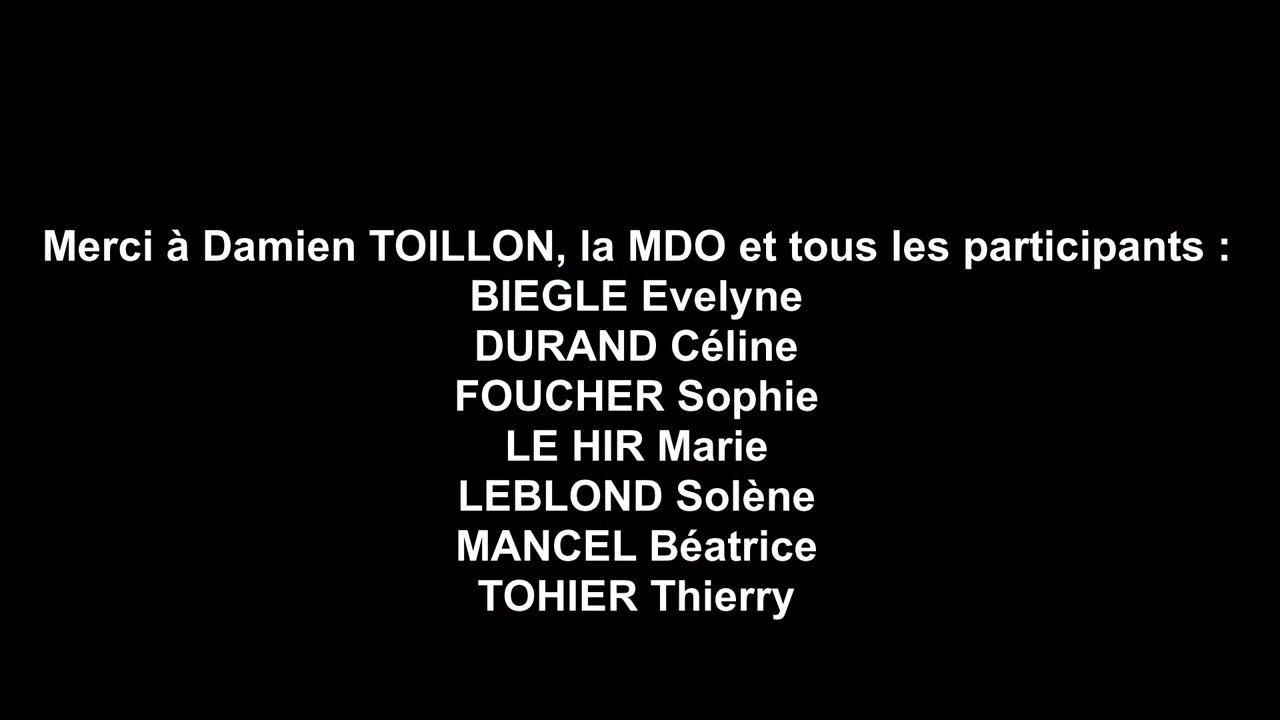 Merci à Damien TOILLON, la MDO et tous les participants :
BIEGLE Evelyne
DURAND Céline
FOUCHER Sophie
LE HIR Marie
LEBLOND Solène
MANCEL Béatrice
TOHIER Thierry